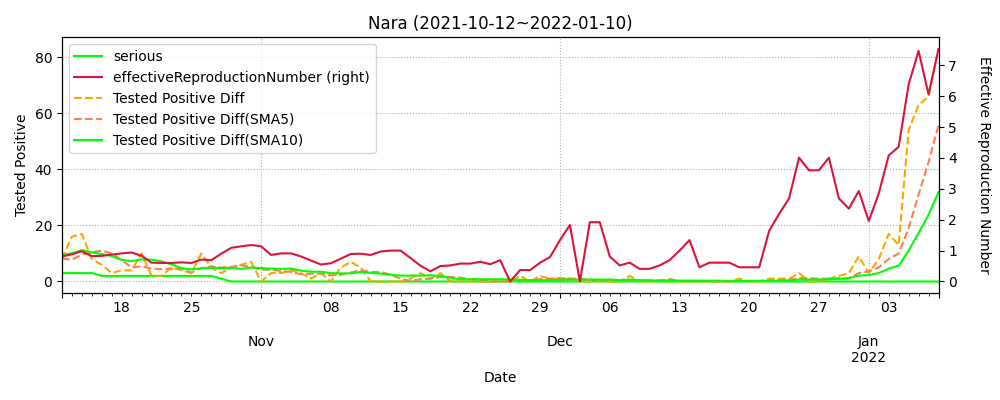 Nara (2021-10-12~2022-01-10)
serious
effectiveReproductionNumber (right)
Tested Positive Diff
Tested Positive Diff(SMA5)
Tested Positive Diff(SMA10)
Tested Positive
80
60
40
20
0
7
6
5
4
3
2
1
0
Effective Reproduction Number
18 25 08 15 22 29 06 13 20 27 03
Nov Dec Jan
2022
Date